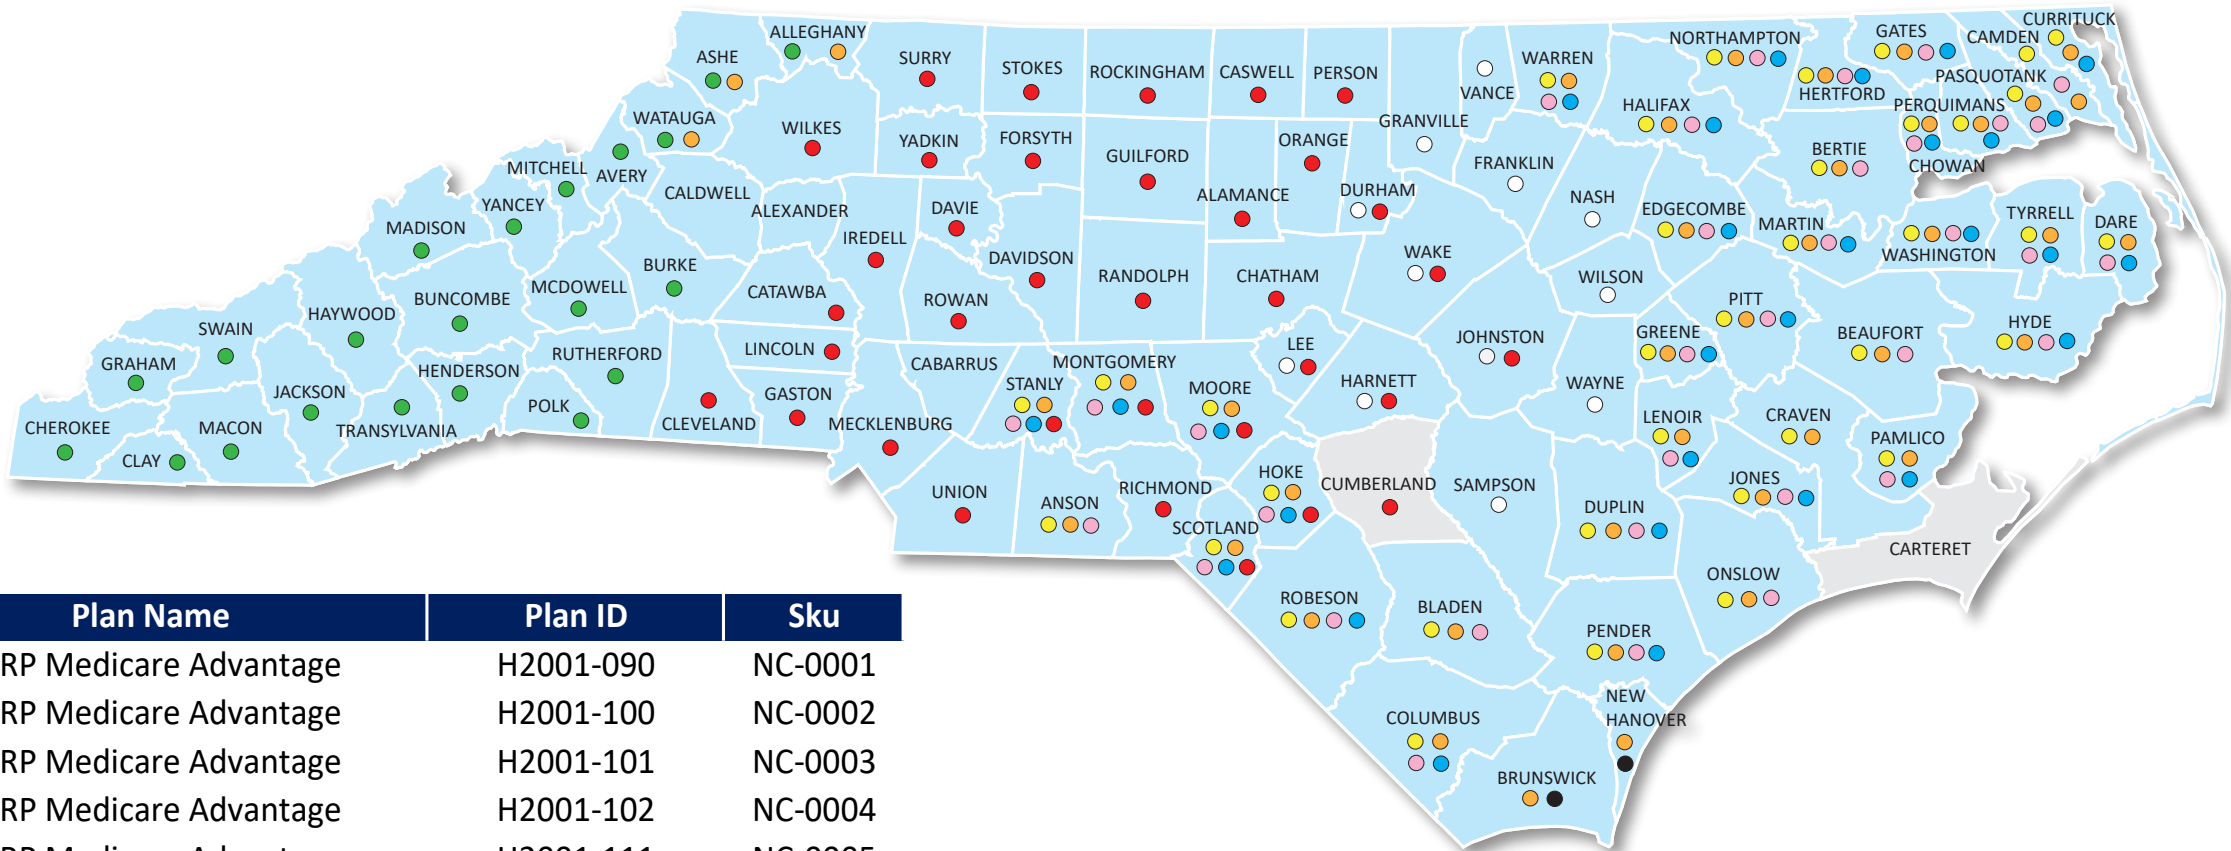 ALLEGHANY
ASHE
SURRY
STOKES
ROCKINGHAM
CASWELL
PERSON
VANCE
WARREN
NORTHAMPTON
GATES
CAMDEN
CURRITUCK
PASQUOTANK
HERTFORD
PERQUIMANS
CHOWAN
HALIFAX
GRANVILLE
WATAUGA
WILKES
YADKIN
FORSYTH
GUILFORD
ORANGE
ALAMANCE
DURHAM
FRANKLIN
BERTIE
MITCHELL
AVERY
CALDWELL
ALEXANDER
YANCEY
MADISON
DAVIE
IREDELL
DAVIDSON
NASH
EDGECOMBE
MARTIN
WASHINGTON
TYRRELL
DARE
BURKE
MCDOWELL
BUNCOMBE
HAYWOOD
CATAWBA
ROWAN
RANDOLPH
CHATHAM
WAKE
WILSON
PITT
GREENE
BEAUFORT
HYDE
SWAIN
GRAHAM
JACKSON
HENDERSON
RUTHERFORD
LINCOLN
CABARRUS
STANLY
MONTGOMERY
MOORE
LEE
HARNETT
JOHNSTON
WAYNE
LENOIR
CRAVEN
PAMLICO
CHEROKEE
CLAY
MACON
TRANSYLVANIA
POLK
CLEVELAND
GASTON
MECKLENBURG
UNION
ANSON
RICHMOND
SCOTLAND
HOKE
CUMBERLAND
SAMPSON
DUPLIN
JONES
CARTERET
ONSLOW
ROBESON
BLADEN
PENDER
NEW
HANOVER
COLUMBUS
BRUNSWICK
Plan Name Plan ID Sku
RP Medicare Advantage H2001-090 NC-0001
RP Medicare Advantage H2001-100 NC-0002
RP Medicare Advantage H2001-101 NC-0003
RP Medicare Advantage H2001-102 NC-0004
RP Medicare Advantage H2001-111 NC-0005